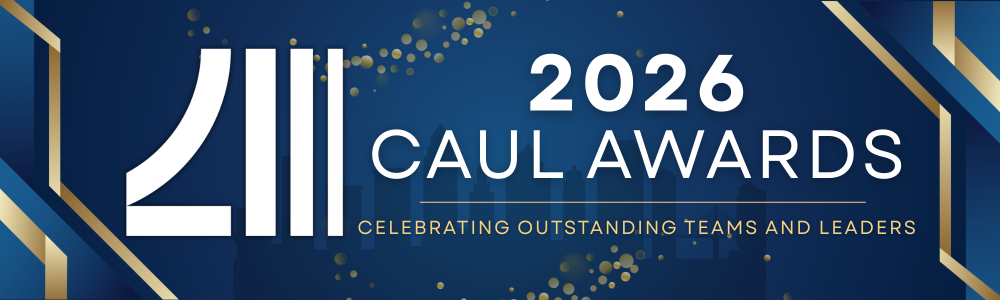 2026
CAUL AWARDS
CELEBRATING OUTSTANDING TEAMS AND LEADERS